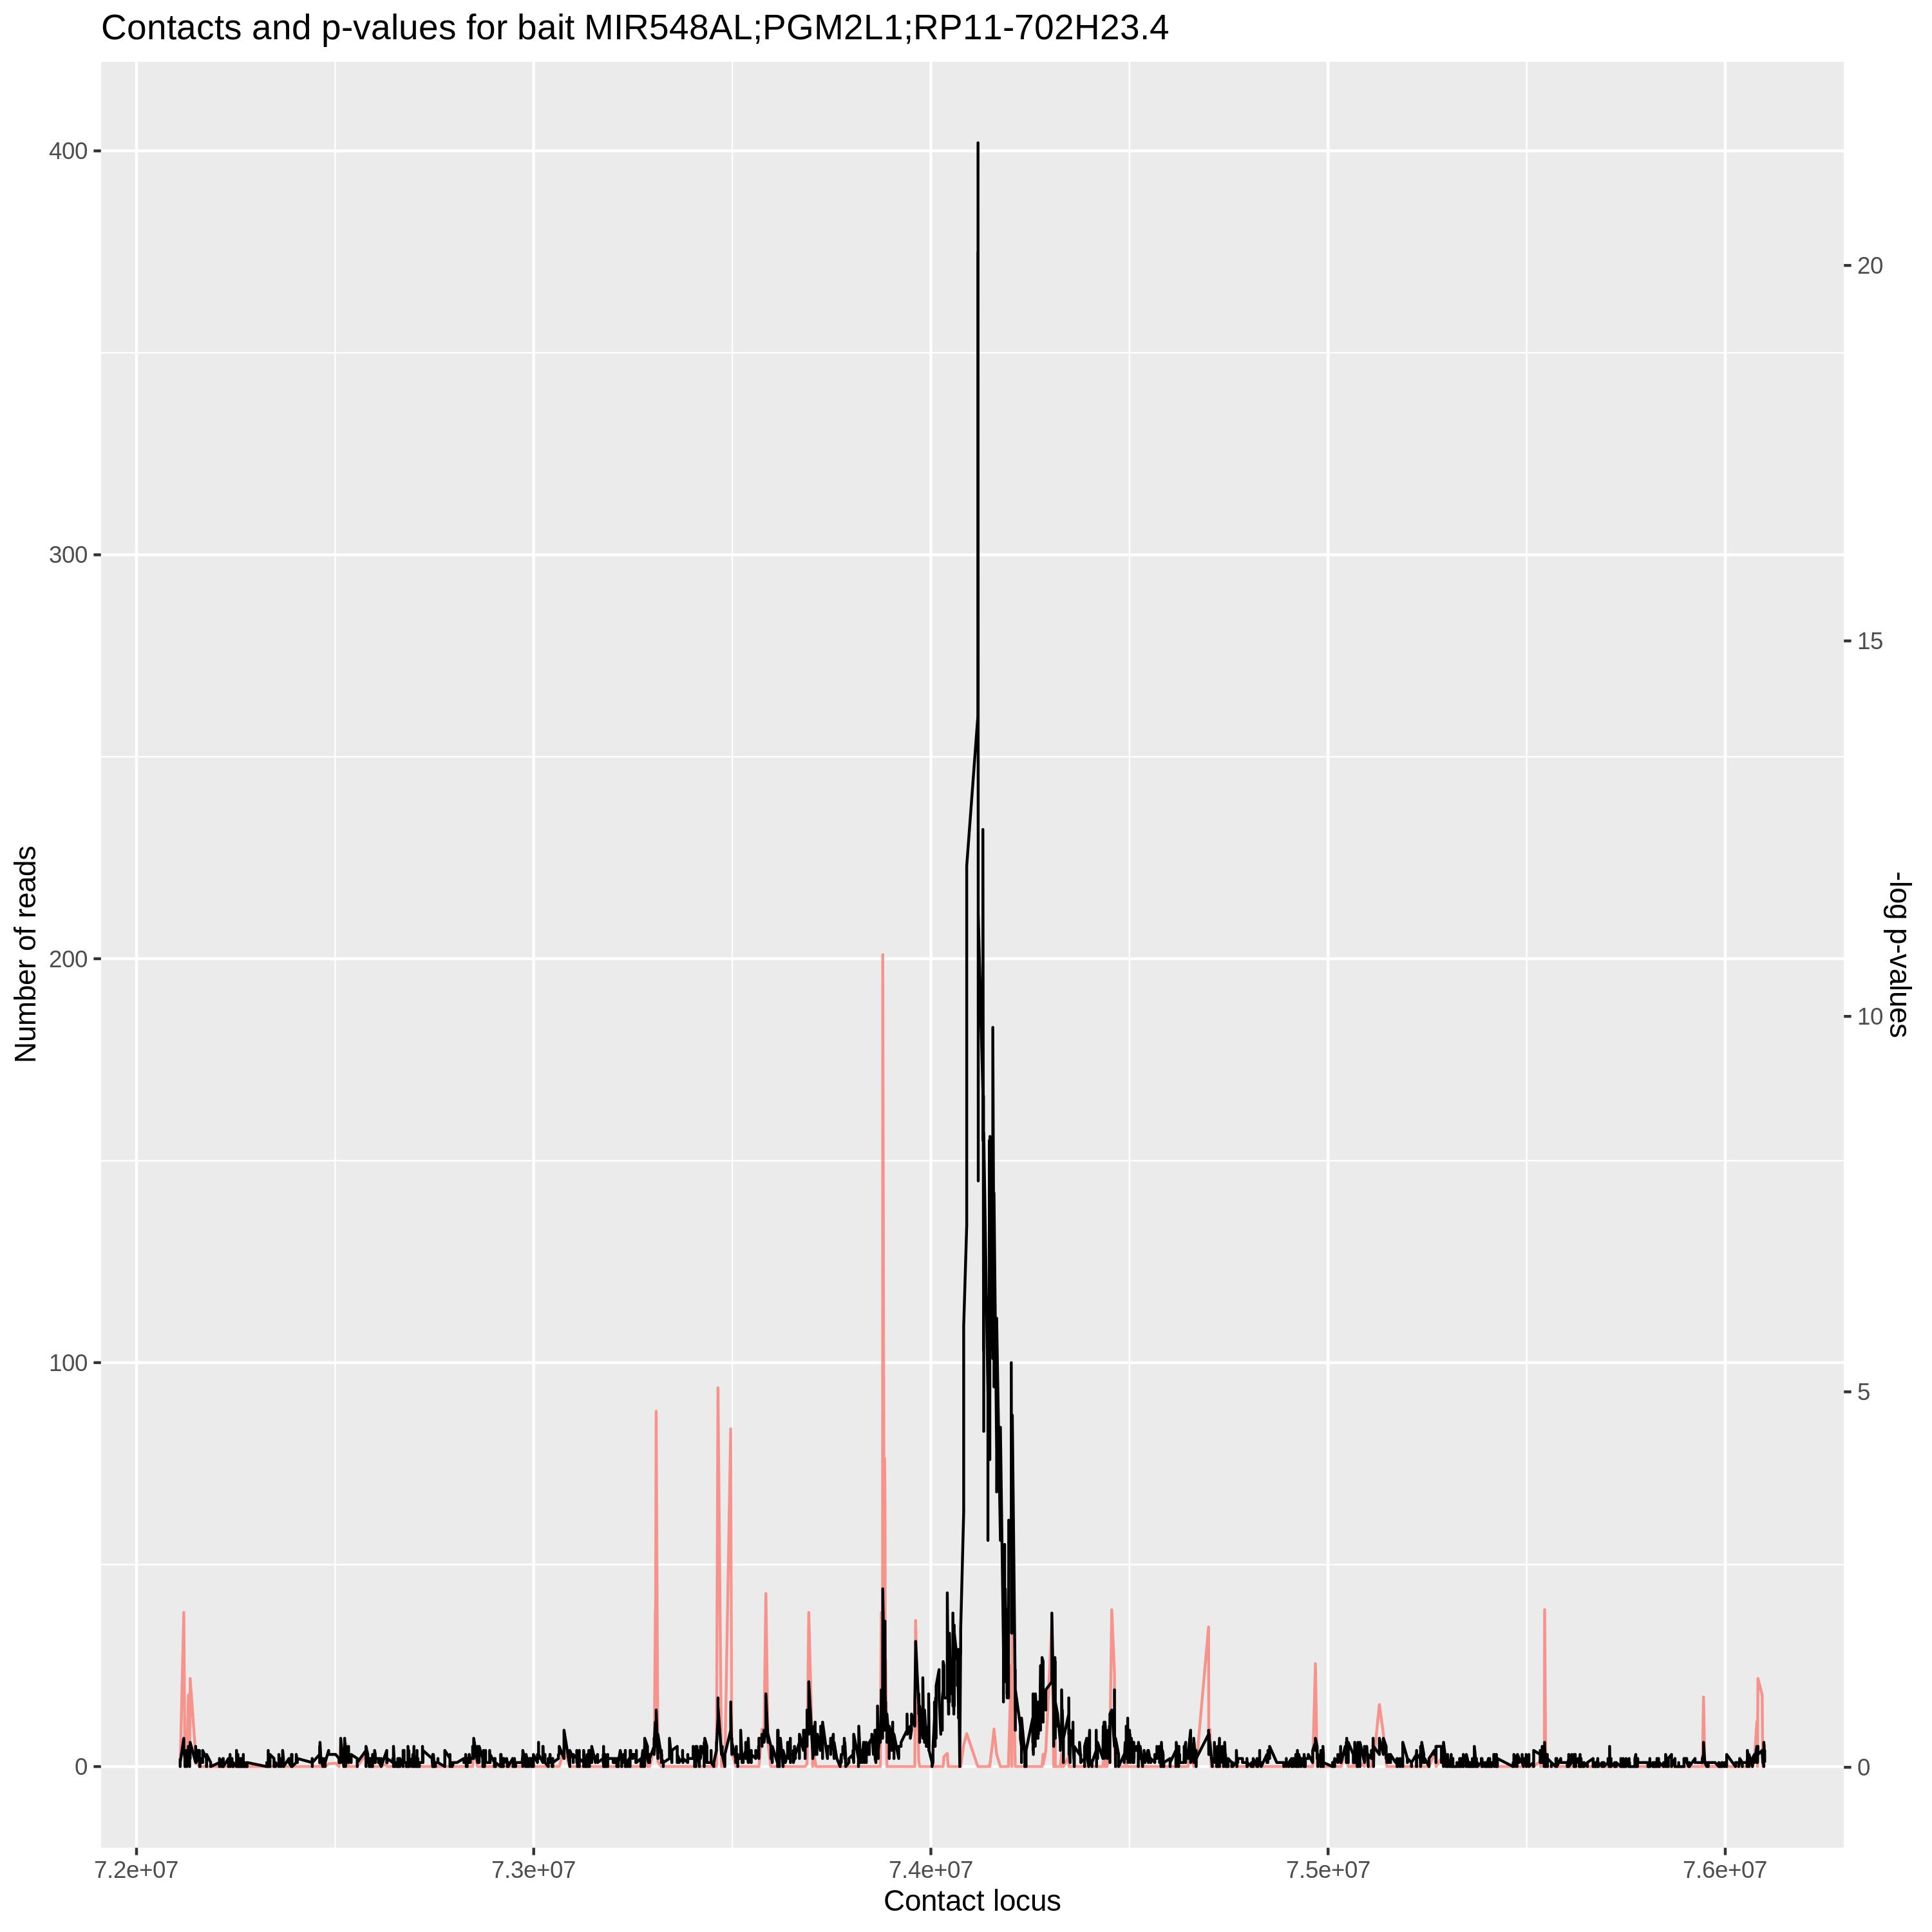 Contacts and p-values for bait MIR548AL;PGM2L1;RP11-702H23.4
400
300
200
100
0
Number of reads
20
15
10
5
0
-log p-values
7.2e+07
7.3e+07
7.4e+07
7.5e+07
7.6e+07
Contact locus